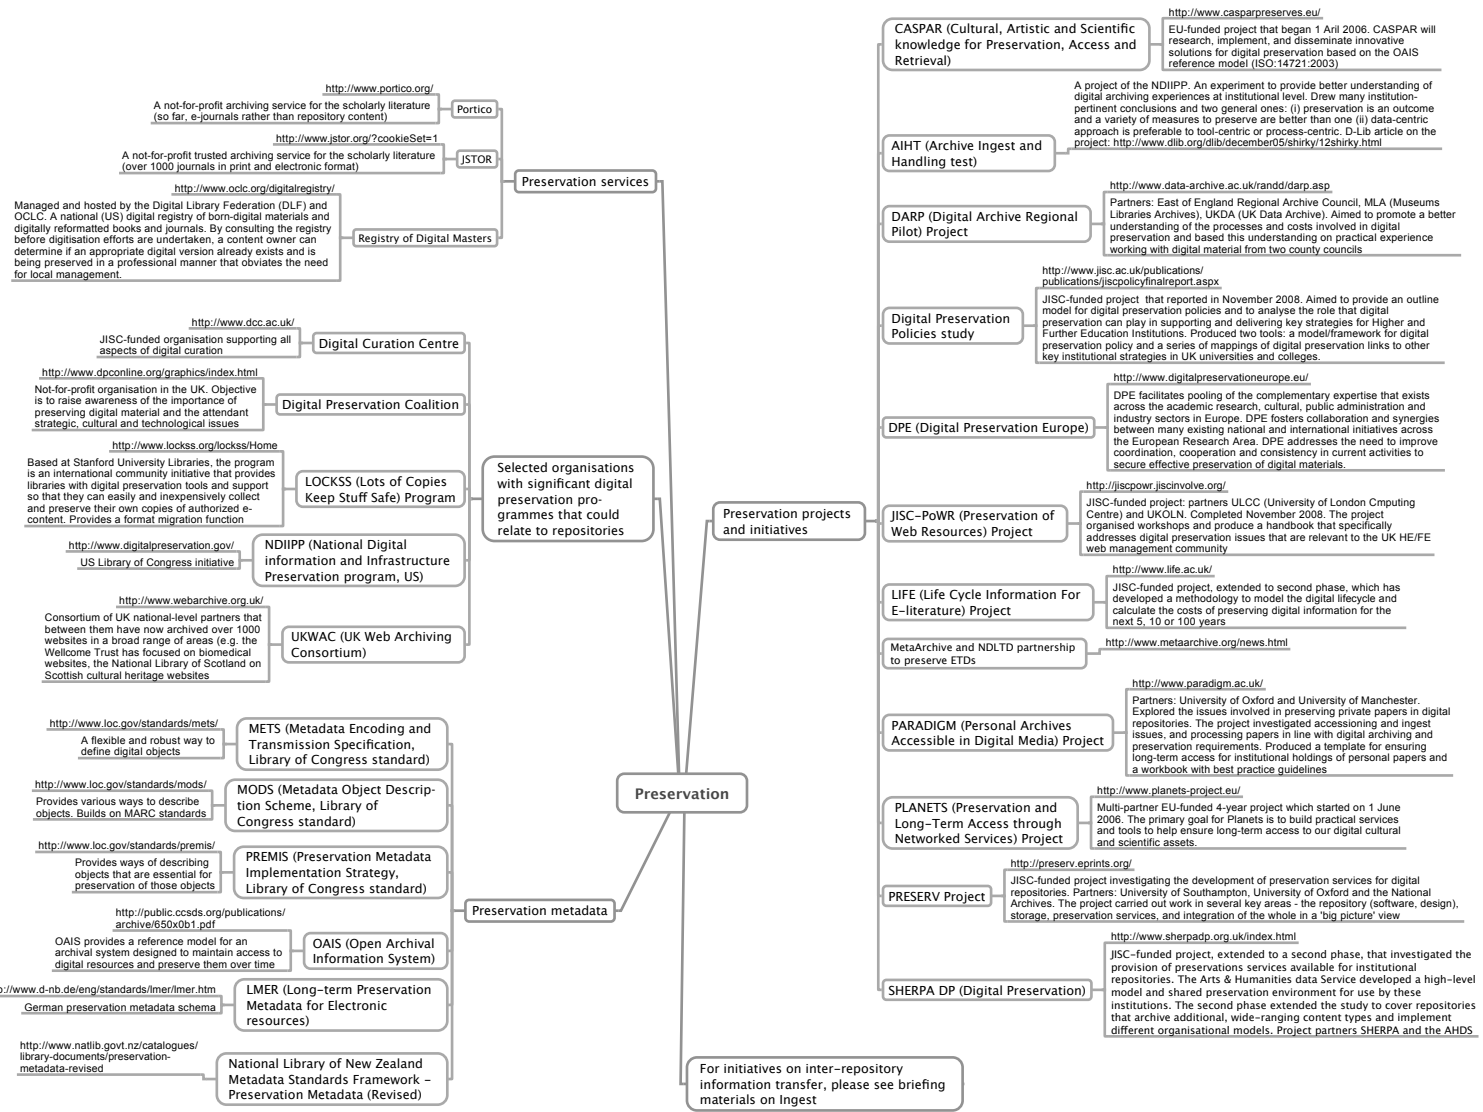 http://www.portico.org/
A not-for-profit archiving service for the scholarly literature
(so far, e-journals rather than repository content)
Portico
http://www.jstor.org/?cookieSet=1
A not-for-profit trusted archiving service for the scholarly literature
(over 1000 journals in print and electronic format)
JSTOR
Preservation services
http://www.oclc.org/digitalregistry/
Managed and hosted by the Digital Library Federation (DLF) and
OCLC. A national (US) digital registry of born-digital materials and
digitally reformatted books and journals. By consulting the registry
before digitisation efforts are undertaken, a content owner can
determine if an appropriate digital version already exists and is
being preserved in a professional manner that obviates the need
for local management.
Registry of Digital Masters
http://www.dcc.ac.uk/
JISC-funded organisation supporting all
aspects of digital curation
Digital Curation Centre
http://www.dpconline.org/graphics/index.html
Not-for-profit organisation in the UK. Objective
is to raise awareness of the importance of
preserving digital material and the attendant
strategic, cultural and technological issues
Digital Preservation Coalition
http://www.lockss.org/lockss/Home
Based at Stanford University Libraries, the program
is an international community initiative that provides
libraries with digital preservation tools and support
so that they can easily and inexpensively collect
and preserve their own copies of authorized e-
content. Provides a format migration function
LOCKSS (Lots of Copies
Keep Stuff Safe) Program
Selected organisations
with significant digital
preservation pro-
grammes that could
relate to repositories
http://www.digitalpreservation.gov/
US Library of Congress initiative
NDIIPP (National Digital
information and Infrastructure
Preservation program, US)
http://www.webarchive.org.uk/
Consortium of UK national-level partners that
between them have now archived over 1000
websites in a broad range of areas (e.g. the
Wellcome Trust has focused on biomedical
websites, the National Library of Scotland on
Scottish cultural heritage websites
UKWAC (UK Web Archiving
Consortium)
http://www.loc.gov/standards/mets/
A flexible and robust way to
define digital objects
METS (Metadata Encoding and
Transmission Specification,
Library of Congress standard)
http://www.loc.gov/standards/mods/
Provides various ways to describe
objects. Builds on MARC standards
MODS (Metadata Object Descrip-
tion Scheme, Library of
Congress standard)
http://www.loc.gov/standards/premis/
Provides ways of describing
objects that are essential for
preservation of those objects
PREMIS (Preservation Metadata
Implementation Strategy,
Library of Congress standard)
Preservation metadata
http://public.ccsds.org/publications/
archive/650x0b1.pdf
OAIS provides a reference model for an
archival system designed to maintain access to
digital resources and preserve them over time
OAIS (Open Archival
Information System)
p://www.d-nb.de/eng/standards/lmer/lmer.htm
German preservation metadata schema
LMER (Long-term Preservation
Metadata for Electronic
resources)
http://www.natlib.govt.nz/catalogues/
library-documents/preservation-
metadata-revised
National Library of New Zealand
Metadata Standards Framework -
Preservation Metadata (Revised)
Preservation
CASPAR (Cultural, Artistic and Scientific
knowledge for Preservation, Access and
Retrieval)
http://www.casparpreserves.eu/
EU-funded project that began 1 Aril 2006. CASPAR will
research, implement, and disseminate innovative
solutions for digital preservation based on the OAIS
reference model (ISO:14721:2003)
AIHT (Archive Ingest and
Handling test)
A project of the NDIIPP. An experiment to provide better understanding of
digital archiving experiences at institutional level. Drew many institution-
pertinent conclusions and two general ones: (i) preservation is an outcome
and a variety of measures to preserve are better than one (ii) data-centric
approach is preferable to tool-centric or process-centric. D-Lib article on the
project: http://www.dlib.org/dlib/december05/shirky/12shirky.html
DARP (Digital Archive Regional
Pilot) Project
http://www.data-archive.ac.uk/randd/darp.asp
Partners: East of England Regional Archive Council, MLA (Museums
Libraries Archives), UKDA (UK Data Archive). Aimed to promote a better
understanding of the processes and costs involved in digital
preservation and based this understanding on practical experience
working with digital material from two county councils
Digital Preservation
Policies study
http://www.jisc.ac.uk/publications/
publications/jiscpolicyfinalreport.aspx
JISC-funded project that reported in November 2008. Aimed to provide an outline
model for digital preservation policies and to analyse the role that digital
preservation can play in supporting and delivering key strategies for Higher and
Further Education Institutions. Produced two tools: a model/framework for digital
preservation policy and a series of mappings of digital preservation links to other
key institutional strategies in UK universities and colleges.
DPE (Digital Preservation Europe)
http://www.digitalpreservationeurope.eu/
DPE facilitates pooling of the complementary expertise that exists
across the academic research, cultural, public administration and
industry sectors in Europe. DPE fosters collaboration and synergies
between many existing national and international initiatives across
the European Research Area. DPE addresses the need to improve
coordination, cooperation and consistency in current activities to
secure effective preservation of digital materials.
Preservation projects
and initiatives
JISC-PoWR (Preservation of
Web Resources) Project
http://jiscpowr.jiscinvolve.org/
JISC-funded project: partners ULCC (University of London Cmputing
Centre) and UKOLN. Completed November 2008. The project
organised workshops and produce a handbook that specifically
addresses digital preservation issues that are relevant to the UK HE/FE
web management community
LIFE (Life Cycle Information For
E-literature) Project
http://www.life.ac.uk/
JISC-funded project, extended to second phase, which has
developed a methodology to model the digital lifecycle and
calculate the costs of preserving digital information for the
next 5, 10 or 100 years
MetaArchive and NDLTD partnership
to preserve ETDs
http://www.metaarchive.org/news.html
PARADIGM (Personal Archives
Accessible in Digital Media) Project
http://www.paradigm.ac.uk/
Partners: University of Oxford and University of Manchester.
Explored the issues involved in preserving private papers in digital
repositories. The project investigated accessioning and ingest
issues, and processing papers in line with digital archiving and
preservation requirements. Produced a template for ensuring
long-term access for institutional holdings of personal papers and
a workbook with best practice guidelines
PLANETS (Preservation and
Long-Term Access through
Networked Services) Project
http://www.planets-project.eu/
Multi-partner EU-funded 4-year project which started on 1 June
2006. The primary goal for Planets is to build practical services
and tools to help ensure long-term access to our digital cultural
and scientific assets.
PRESERV Project
http://preserv.eprints.org/
JISC-funded project investigating the development of preservation services for digital
repositories. Partners: University of Southampton, University of Oxford and the National
Archives. The project carried out work in several key areas - the repository (software, design),
storage, preservation services, and integration of the whole in a 'big picture' view
SHERPA DP (Digital Preservation)
http://www.sherpadp.org.uk/index.html
JISC-funded project, extended to a second phase, that investigated the
provision of preservations services available for institutional
repositories. The Arts & Humanities data Service developed a high-level
model and shared preservation environment for use by these
institutions. The second phase extended the study to cover repositories
that archive additional, wide-ranging content types and implement
different organisational models. Project partners SHERPA and the AHDS
For initiatives on inter-repository
information transfer, please see briefing
materials on Ingest